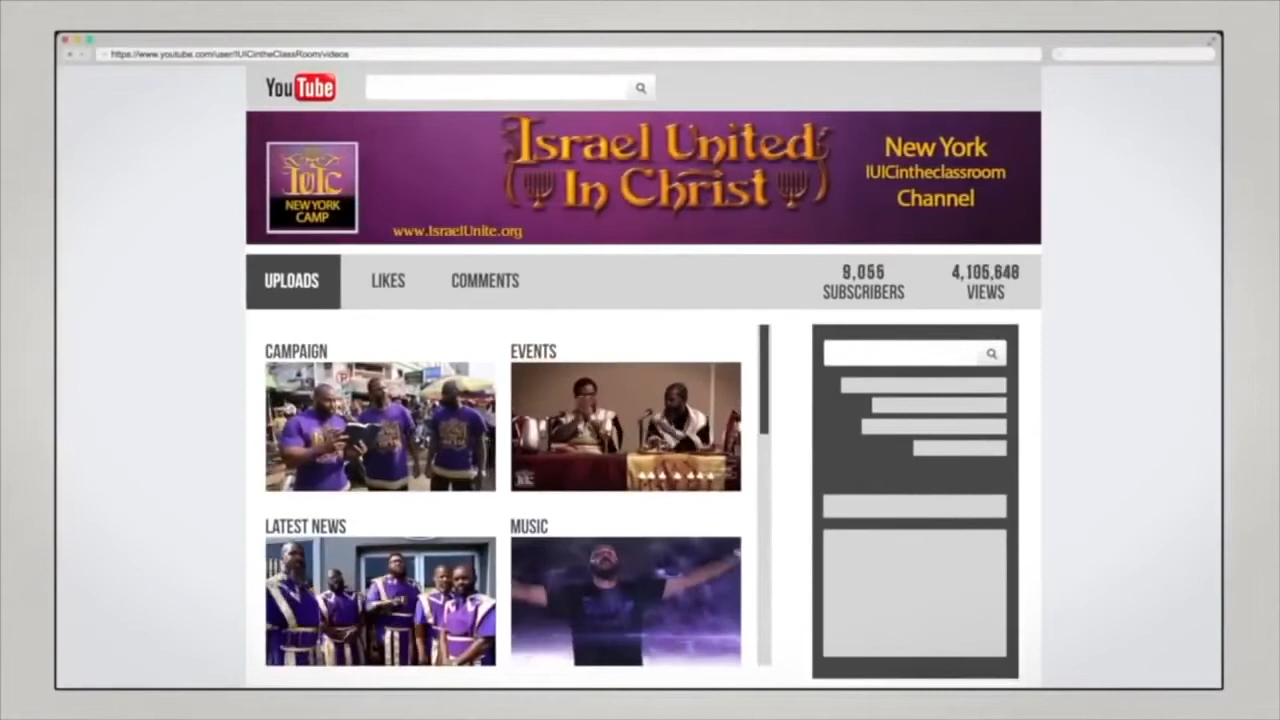 https://www.youtube.com/user/IUICintheClassRoom/videos
YouTube
Israel United
In Christ
New York
IUICintheclassroom
Channel
IUIC
NEW YORK
CAMP
www.IsraelUnite.org
UPLOADS
LIKES
COMMENTS
9,055
SUBSCRIBERS
4,105,648
VIEWS
CAMPAIGN
EVENTS
LATEST NEWS
MUSIC